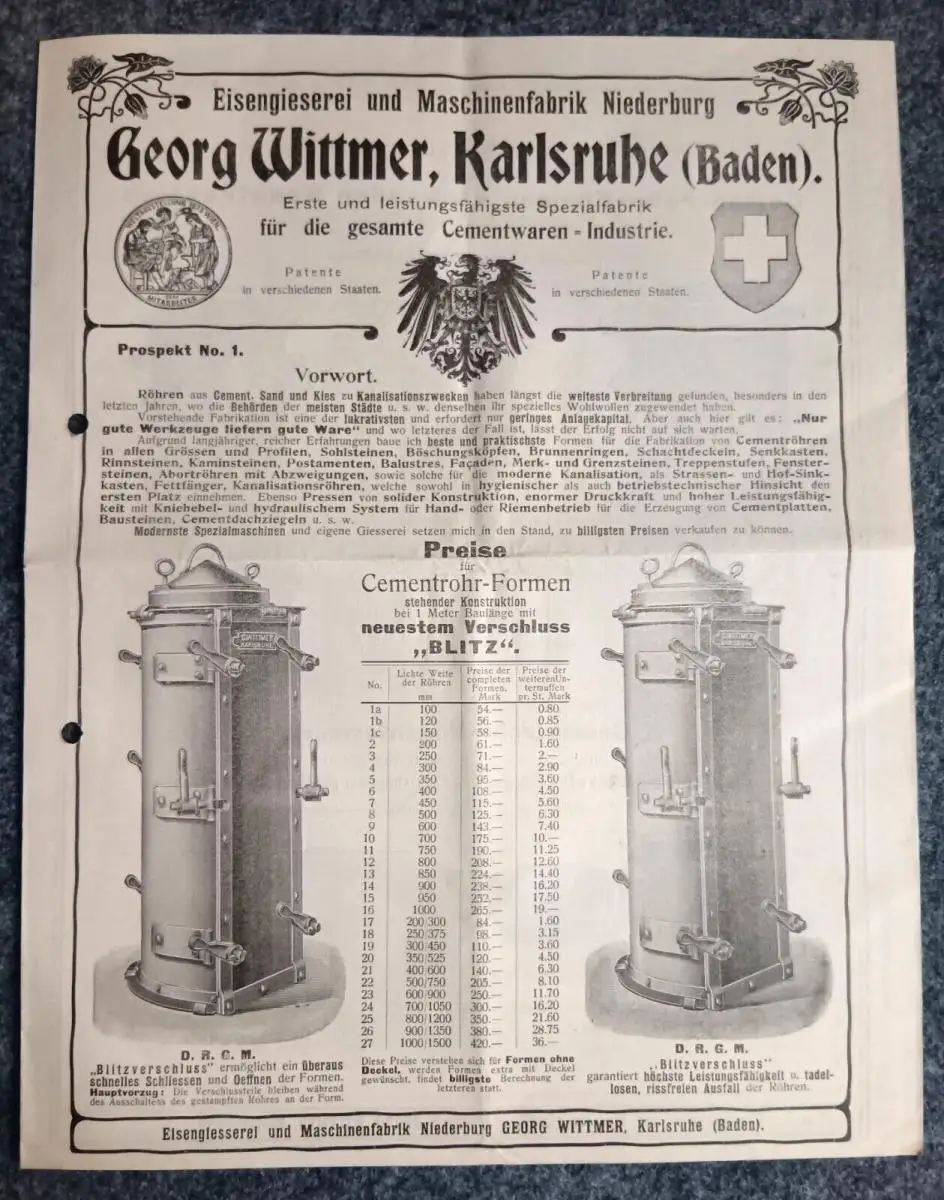 Eisengieserei und Maschinenfabrik Niederburg
Georg Wittmer, Karlsruhe (Baden).
Erste und leistungsfähigste Spezialfabrik
für die gesamte Cementwaren-Industrie.
WELTAUSSTELLUNG 1873 WIEN.
DEM MITARBEITER
Patente
in verschiedenen Staaten.
Patente
in verschiedenen Staaten.
Prospekt No. 1.
Vorwort.
Röhren aus Cement, Sand und Kies zu Kanalisationszwecken haben längst die weiteste Verbreitung gefunden, besonders in den
letzten Jahren, wo die Behörden der meisten Städte u. s. w. denselben ihr spezielles Wohlwollen zugewendet haben.
Vorstehende Fabrikation ist eine der lukrativsten und erfordert nur geringes Anlagekapital. Aber auch hier gilt es: „Nur
gute Werkzeuge liefern gute Ware“ und wo letzteres der Fall ist, lässt der Erfolg nicht auf sich warten.
Aufgrund langjähriger, reicher Erfahrungen baue ich beste und praktischste Formen für die Fabrikation von Cementröhren
in allen Grössen und Profilen, Sohlsteinen, Böschungsköpfen, Brunnenringen, Schachtdeckeln, Senkkasten,
Rinnsteinen, Kaminsteinen, Postamenten, Balustres, Façaden, Merk- und Grenzsteinen, Treppenstufen, Fenster-
steinen, Abortröhren mit Abzweigungen, sowie solche für die moderne Kanalisation, als Strassen- und Hof-Sink-
kasten, Fettfänger, Kanalisationsröhren, welche sowohl in hygienischer als auch betriebstechnischer Hinsicht den
ersten Platz einnehmen. Ebenso Pressen von solider Konstruktion, enormer Druckkraft und hoher Leistungsfähig-
keit mit Kniehebel- und hydraulischem System für Hand- oder Riemenbetrieb für die Erzeugung von Cementplatten,
Bausteinen, Cementdachziegeln u. s. w.
Modernste Spezialmaschinen und eigene Giesserei setzen mich in den Stand, zu billigsten Preisen verkaufen zu können.
Preise
für
Cementrohr-Formen
stehender Konstruktion
bei 1 Meter Baulänge mit
neuestem Verschluss
„BLITZ“.
G.WITTMER
KARLSRUHE
G.WITTMER
KARLSRUHE
No. Lichte Weite der Röhren mm Preise der completen Formen, Mark Preise der weiteren Untermuffen pr. St. Mark
1a 100 54.— 0.80
1b 120 56.— 0.85
1c 150 58.— 0.90
2 200 61.— 1.60
3 250 71.— 2.—
4 300 84.— 2.90
5 350 95.— 3.60
6 400 108.— 4.50
7 450 115.— 5.60
8 500 125.— 6.30
9 600 143.— 7.40
10 700 175.— 10.—
11 750 190.— 11.25
12 800 208.— 12.60
13 850 224.— 14.40
14 900 238.— 16.20
15 950 252.— 17.50
16 1000 265.— 19.—
17 200/300 84.— 1.60
18 250/375 98.— 3.15
19 300/450 110.— 3.60
20 350/525 120.— 4.50
21 400/600 140.— 6.30
22 500/750 205.— 8.10
23 600/900 250.— 11.70
24 700/1050 300.— 16.20
25 800/1200 350.— 21.60
26 900/1350 380.— 28.75
27 1000/1500 420.— 36.—
D. R. G. M.
„Blitzverschluss“ ermöglicht ein überaus
schnelles Schliessen und Oeffnen der Formen.
Hauptvorzug: Die Verschlussteile bleiben während
des Ausschaltens des gestampften Rohres an der Form.
Diese Preise verstehen sich für Formen ohne
Deckel, werden Formen extra mit Deckel
gewünscht, findet billigste Berechnung der
letzteren statt.
D. R. G. M.
„Blitzverschluss“
garantiert höchste Leistungsfähigkeit u. tadel-
losen, rissfreien Ausfall der Röhren.
Eisengiesserei und Maschinenfabrik Niederburg GEORG WITTMER, Karlsruhe (Baden).